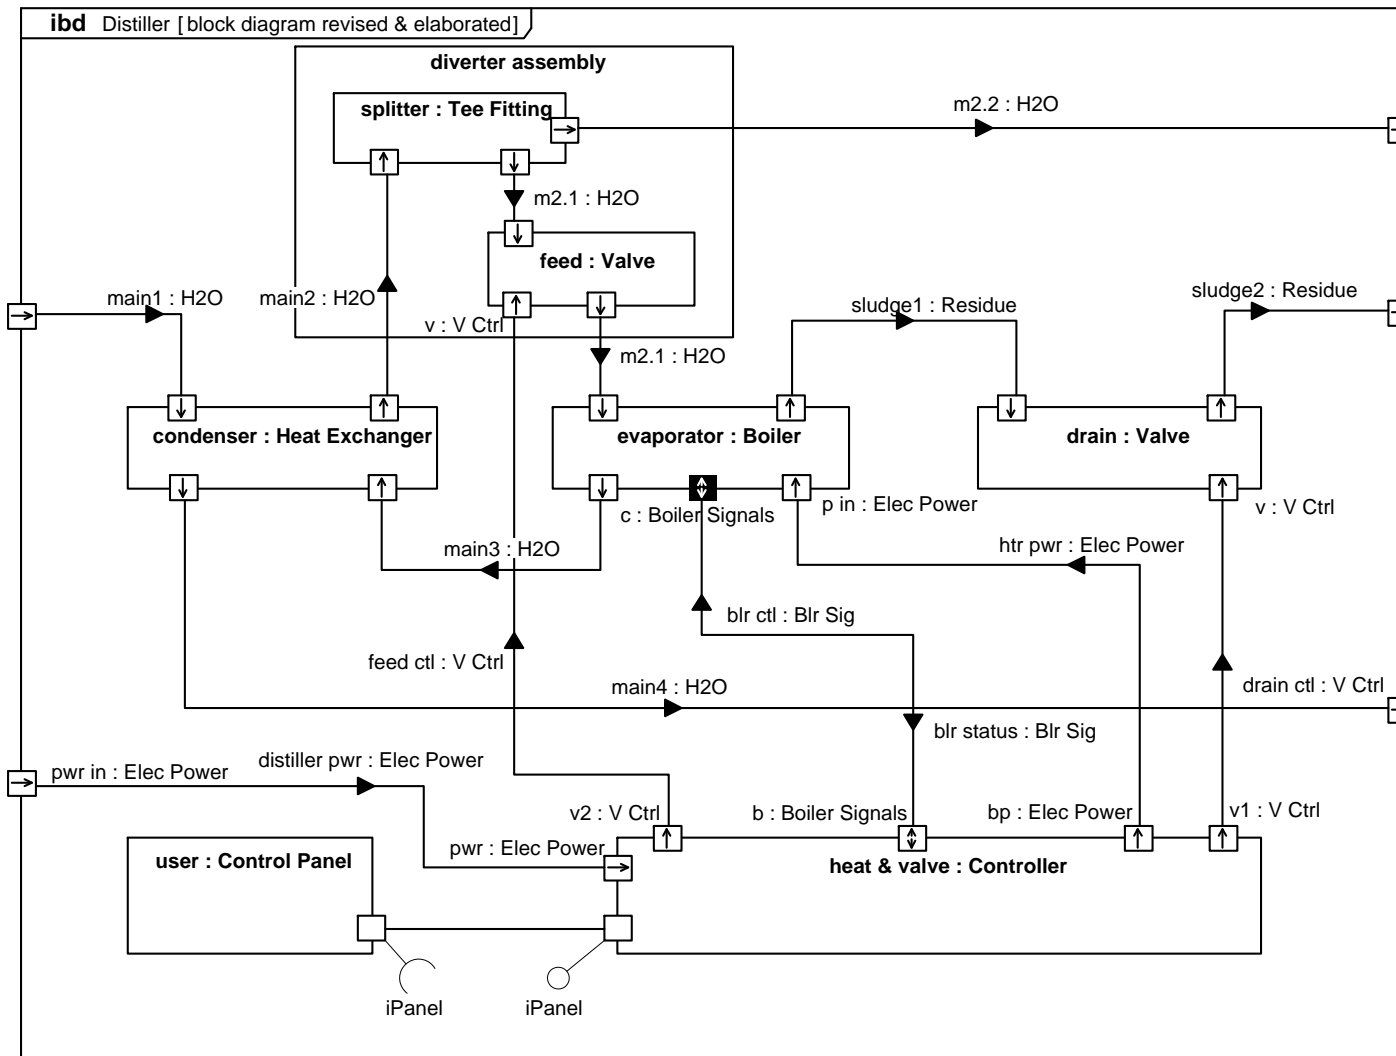 ibd Distiller [ block diagram revised & elaborated]
diverter assembly
splitter : Tee Fitting
m2.2 : H2O
m2.1 : H2O
feed : Valve
main1 : H2O
main2 : H2O
v : V Ctrl
sludge1 : Residue
sludge2 : Residue
m2.1 : H2O
condenser : Heat Exchanger
evaporator : Boiler
drain : Valve
c : Boiler Signals
p in : Elec Power
v : V Ctrl
main3 : H2O
htr pwr : Elec Power
blr ctl : Blr Sig
feed ctl : V Ctrl
main4 : H2O
drain ctl : V Ctrl
blr status : Blr Sig
pwr in : Elec Power
distiller pwr : Elec Power
v2 : V Ctrl
b : Boiler Signals
bp : Elec Power
v1 : V Ctrl
user : Control Panel
pwr : Elec Power
heat & valve : Controller
iPanel
iPanel